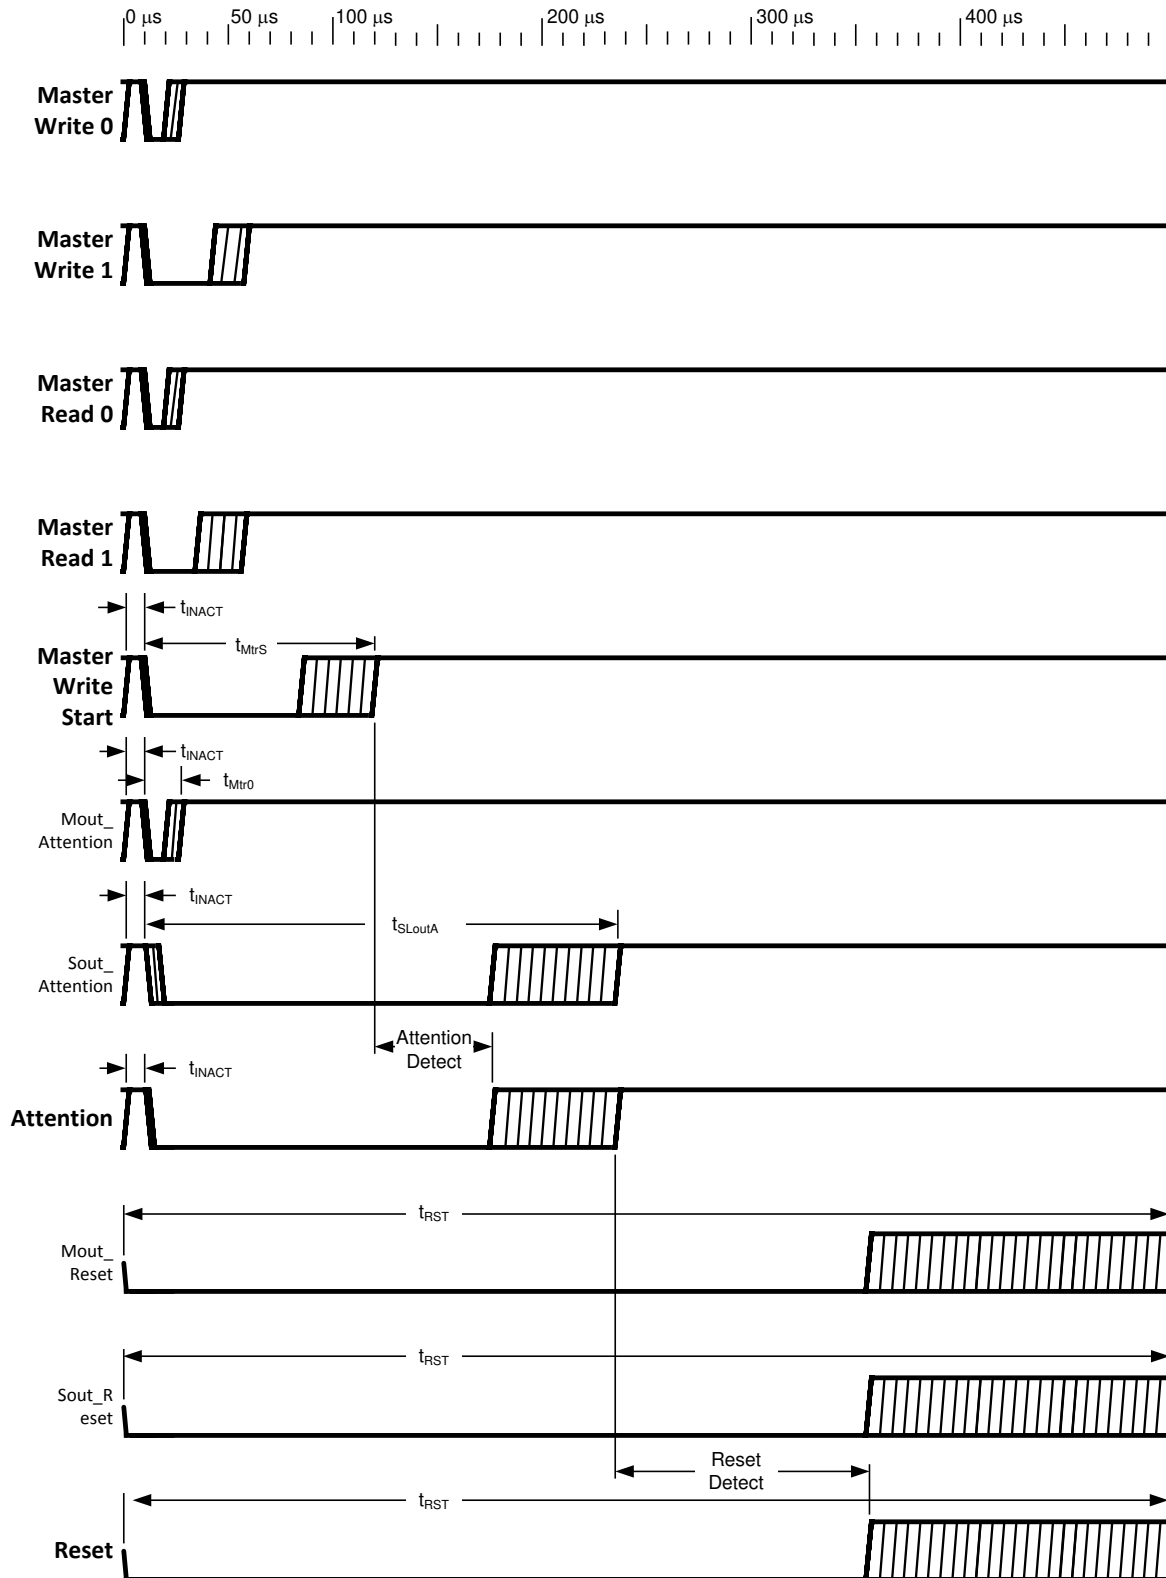 0 µs 50 µs 100 µs 200 µs 300 µs 400 µs
Master
Write 0
Master
Write 1
Master
Read 0
Master
Read 1
tINACT
tMtrS
Master
Write
Start
tINACT
tMtr0
Mout_
Attention
tINACT
tSLoutA
Sout_
Attention
Attention
Detect
tINACT
Attention
tRST
Mout_
Reset
tRST
Sout_R
eset
Reset
Detect
tRST
Reset